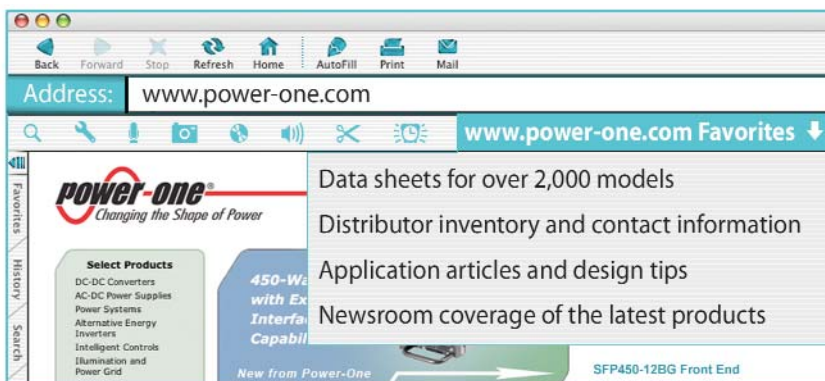 Back Forward Stop Refresh Home AutoFill Print Mail
Address: www.power-one.com
www.power-one.com Favorites
Data sheets for over 2,000 models
Distributor inventory and contact information
Application articles and design tips
Newsroom coverage of the latest products
Favorites
History
Search
power-one®
Changing the Shape of Power
Select Products
DC-DC Converters
AC-DC Power Supplies
Power Systems
Alternative Energy
Inverters
Intelligent Controls
Illumination and
Power Grid
with
New from Power-One
SFP450-12BG Front End